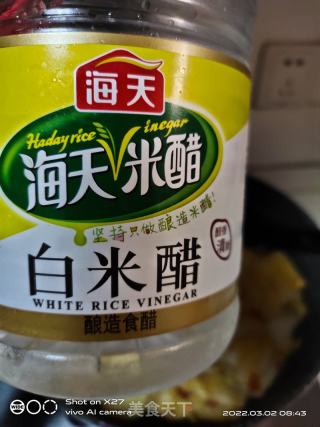 海天
Haday rice vinegar
海天米醋
坚持只做酿造米醋!
白米醋
WHITE RICE VINEGAR
酿造食醋
Shot on X27
vivo AI camera
美食天下
2022.03.02 08:43